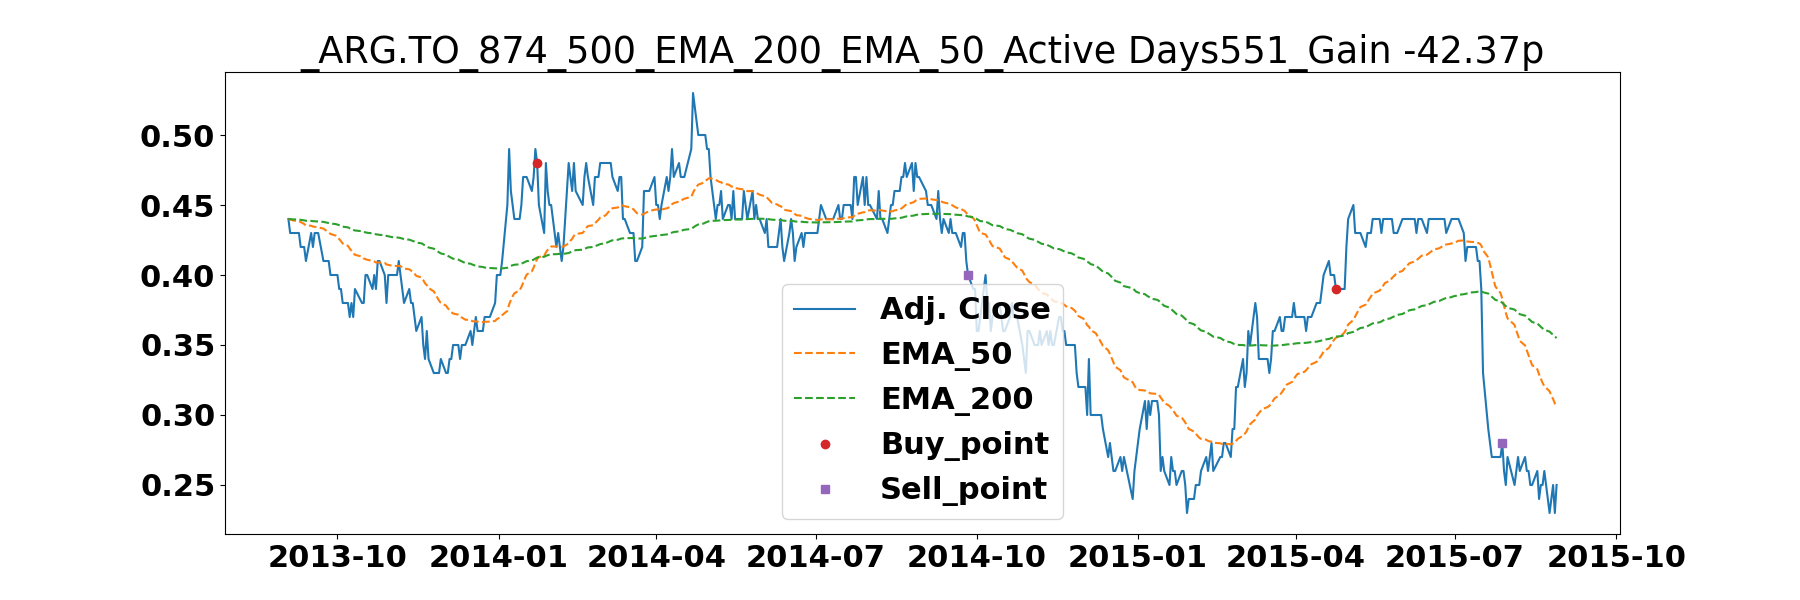 _ARG.TO_874_500_EMA_200_EMA_50_Active Days551_Gain -42.37p
0.50
0.45
0.40
0.35
0.30
0.25
Adj. Close
EMA_50
EMA_200
Buy_point
Sell_point
2013-10 2014-01 2014-04 2014-07 2014-10 2015-01 2015-04 2015-07 2015-10